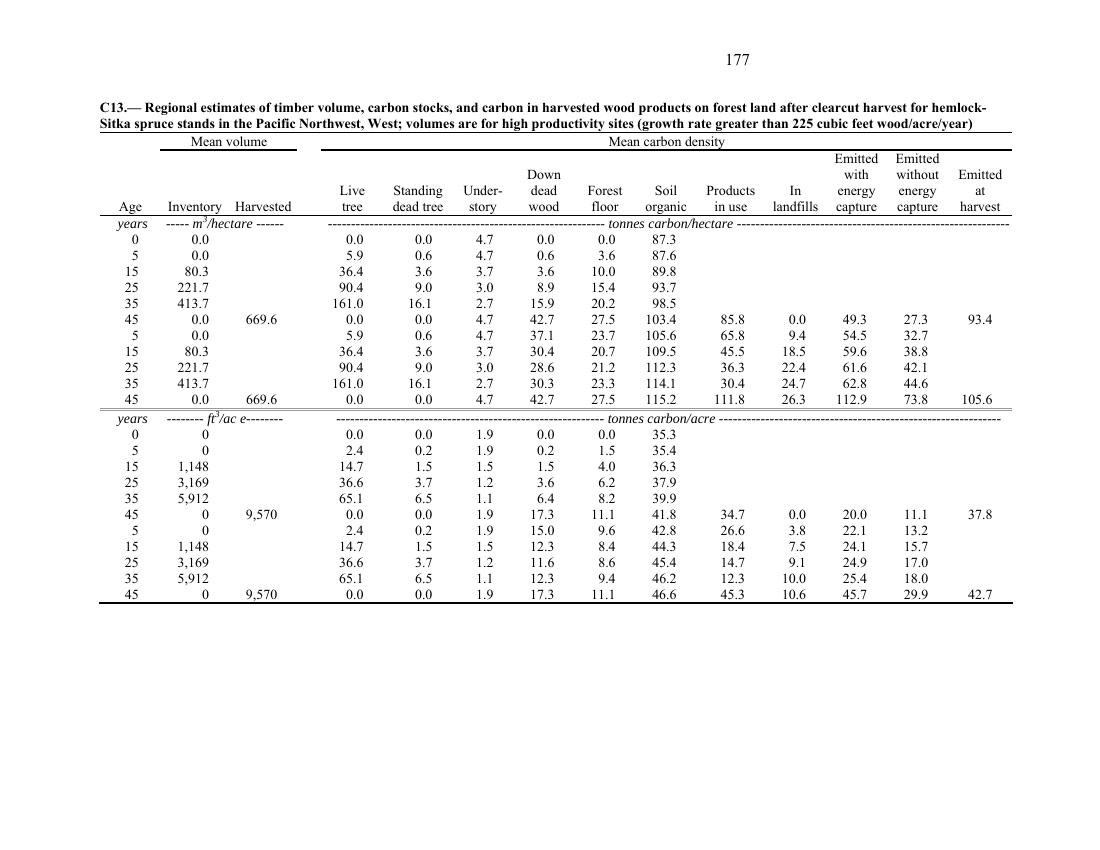 177
C13.— Regional estimates of timber volume, carbon stocks, and carbon in harvested wood products on forest land after clearcut harvest for hemlock-
Sitka spruce stands in the Pacific Northwest, West; volumes are for high productivity sites (growth rate greater than 225 cubic feet wood/acre/year)
Mean volume Mean carbon density
Emitted Emitted
Down with without Emitted
Live Standing Under- dead Forest Soil Products In energy energy at
Age Inventory Harvested tree dead tree story wood floor organic in use landfills capture capture harvest
years ----- m³/hectare ------ ---------- tonnes carbon/hectare ----------
0 0.0 0.0 0.0 4.7 0.0 0.0 87.3
5 0.0 5.9 0.6 4.7 0.6 3.6 87.6
15 80.3 36.4 3.6 3.7 3.6 10.0 89.8
25 221.7 90.4 9.0 3.0 8.9 15.4 93.7
35 413.7 161.0 16.1 2.7 15.9 20.2 98.5
45 0.0 669.6 0.0 0.0 4.7 42.7 27.5 103.4 85.8 0.0 49.3 27.3 93.4
5 0.0 5.9 0.6 4.7 37.1 23.7 105.6 65.8 9.4 54.5 32.7
15 80.3 36.4 3.6 3.7 30.4 20.7 109.5 45.5 18.5 59.6 38.8
25 221.7 90.4 9.0 3.0 28.6 21.2 112.3 36.3 22.4 61.6 42.1
35 413.7 161.0 16.1 2.7 30.3 23.3 114.1 30.4 24.7 62.8 44.6
45 0.0 669.6 0.0 0.0 4.7 42.7 27.5 115.2 111.8 26.3 112.9 73.8 105.6
years -------- ft³/ac e-------- ---------- tonnes carbon/acre ----------
0 0 0.0 0.0 1.9 0.0 0.0 35.3
5 0 2.4 0.2 1.9 0.2 1.5 35.4
15 1,148 14.7 1.5 1.5 1.5 4.0 36.3
25 3,169 36.6 3.7 1.2 3.6 6.2 37.9
35 5,912 65.1 6.5 1.1 6.4 8.2 39.9
45 0 9,570 0.0 0.0 1.9 17.3 11.1 41.8 34.7 0.0 20.0 11.1 37.8
5 0 2.4 0.2 1.9 15.0 9.6 42.8 26.6 3.8 22.1 13.2
15 1,148 14.7 1.5 1.5 12.3 8.4 44.3 18.4 7.5 24.1 15.7
25 3,169 36.6 3.7 1.2 11.6 8.6 45.4 14.7 9.1 24.9 17.0
35 5,912 65.1 6.5 1.1 12.3 9.4 46.2 12.3 10.0 25.4 18.0
45 0 9,570 0.0 0.0 1.9 17.3 11.1 46.6 45.3 10.6 45.7 29.9 42.7